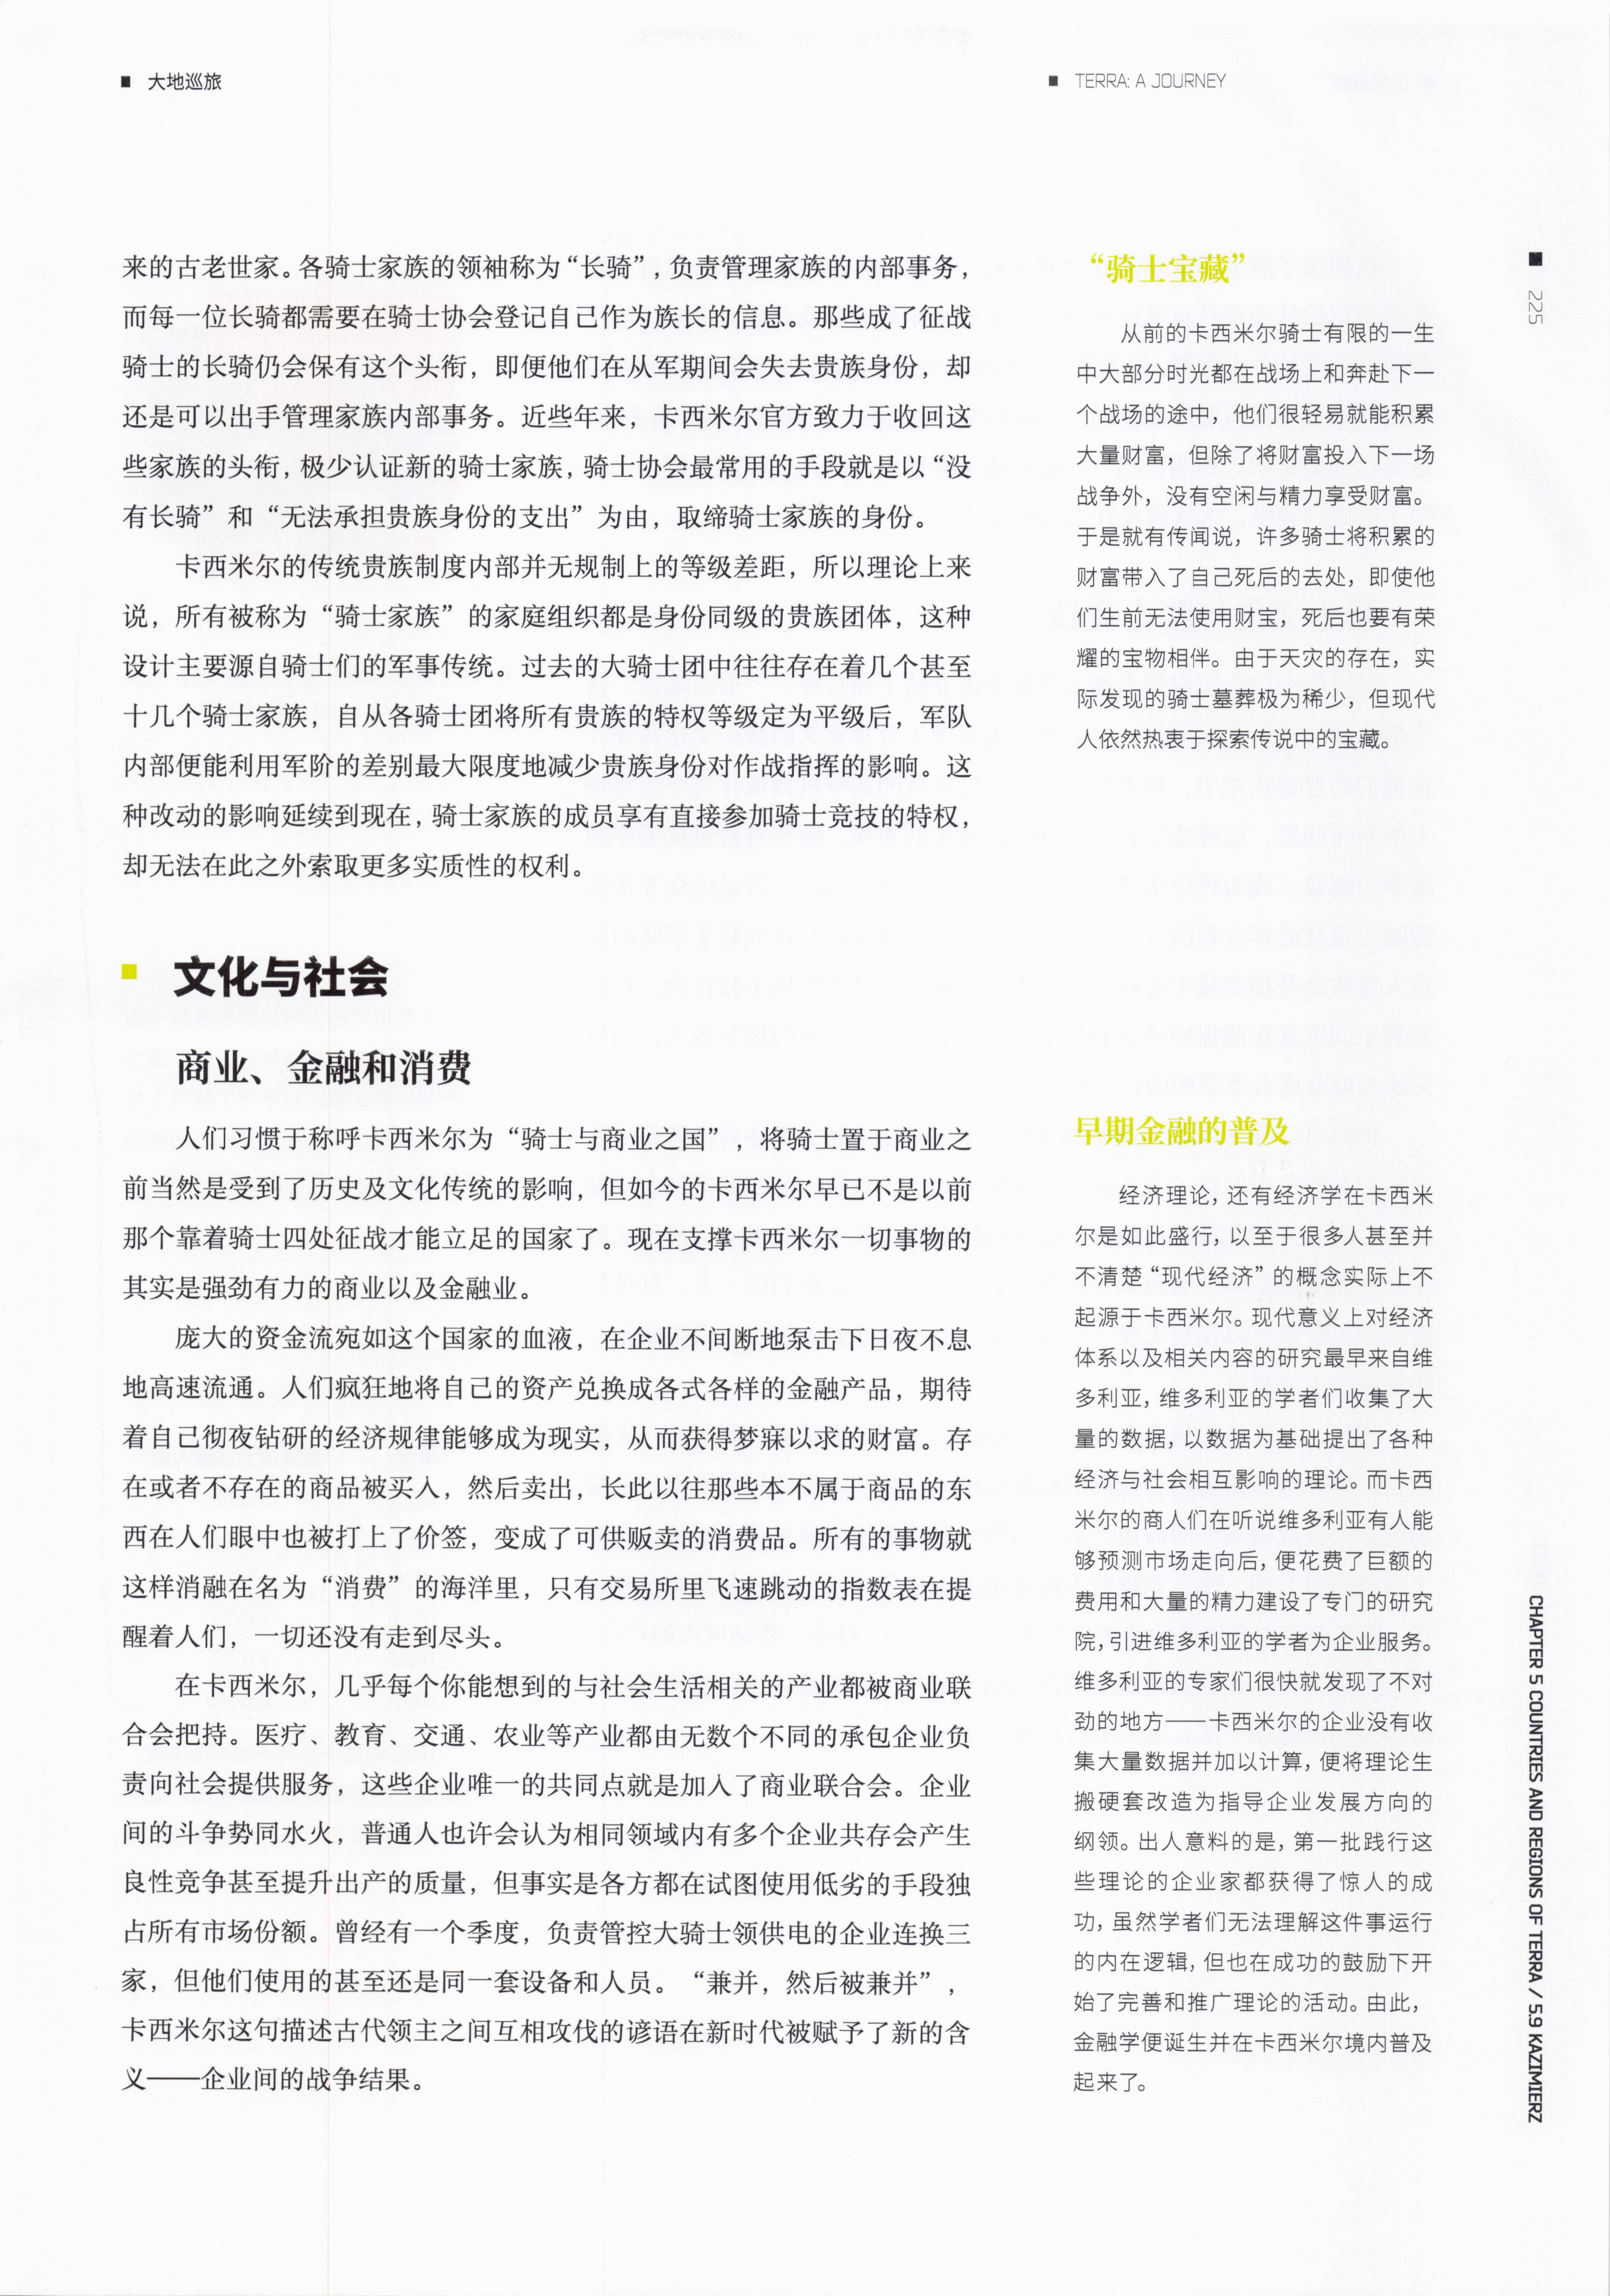 大地巡旅
TERRA: A JOURNEY
225
来的古老世家。各骑士家族的领袖称为“长骑”，负责管理家族的内部事务，
而每一位长骑都需要在骑士协会登记自己作为族长的信息。那些成了征战
骑士的长骑仍会保有这个头衔，即便他们在从军期间会失去贵族身份，却
还是可以出手管理家族内部事务。近些年来，卡西米尔官方致力于收回这
些家族的头衔，极少认证新的骑士家族，骑士协会最常用的手段就是以“没
有长骑”和“无法承担贵族身份的支出”为由，取缔骑士家族的身份。
卡西米尔的传统贵族制度内部并无规制上的等级差距，所以理论上来
说，所有被称为“骑士家族”的家庭组织都是身份同级的贵族团体，这种
设计主要源自骑士们的军事传统。过去的大骑士团中往往存在着几个甚至
十几个骑士家族，自从各骑士团将所有贵族的特权等级定为平级后，军队
内部便能利用军阶的差别最大限度地减少贵族身份对作战指挥的影响。这
种改动的影响延续到现在，骑士家族的成员享有直接参加骑士竞技的特权，
却无法在此之外索取更多实质性的权利。
“骑士宝藏”
从前的卡西米尔骑士有限的一生
中大部分时光都在战场上和奔赴下一
个战场的途中，他们很轻易就能积累
大量财富，但除了将财富投入下一场
战争外，没有空闲与精力享受财富。
于是就有传闻说，许多骑士将积累的
财富带入了自己死后的去处，即使他
们生前无法使用财宝，死后也要有荣
耀的宝物相伴。由于天灾的存在，实
际发现的骑士墓葬极为稀少，但现代
人依然热衷于探索传说中的宝藏。
文化与社会
商业、金融和消费
人们习惯于称呼卡西米尔为“骑士与商业之国”，将骑士置于商业之
前当然是受到了历史及文化传统的影响，但如今的卡西米尔早已不是以前
那个靠着骑士四处征战才能立足的国家了。现在支撑卡西米尔一切事物的
其实是强劲有力的商业以及金融业。
庞大的资金流宛如这个国家的血液，在企业不间断地泵击下日夜不息
地高速流通。人们疯狂地将自己的资产兑换成各式各样的金融产品，期待
着自己彻夜钻研的经济规律能够成为现实，从而获得梦寐以求的财富。存
在或者不存在的商品被买入，然后卖出，长此以往那些本不属于商品的东
西在人们眼中也被打上了价签，变成了可供贩卖的消费品。所有的事物就
这样消融在名为“消费”的海洋里，只有交易所里飞速跳动的指数表在提
醒着人们，一切还没有走到尽头。
在卡西米尔，几乎每个你能想到的与社会生活相关的产业都被商业联
合会把持。医疗、教育、交通、农业等产业都由无数个不同的承包企业负
责向社会提供服务，这些企业唯一的共同点就是加入了商业联合会。企业
间的斗争势同水火，普通人也许会认为相同领域内有多个企业共存会产生
良性竞争甚至提升出产的质量，但事实是各方都在试图使用低劣的手段独
占所有市场份额。曾经有一个季度，负责管控大骑士领供电的企业连换三
家，但他们使用的甚至还是同一套设备和人员。“兼并，然后被兼并”，
卡西米尔这句描述古代领主之间互相攻伐的谚语在新时代被赋予了新的含
义——企业间的战争结果。
早期金融的普及
经济理论，还有经济学在卡西米
尔是如此盛行，以至于很多人甚至并
不清楚“现代经济”的概念实际上不
起源于卡西米尔。现代意义上对经济
体系以及相关内容的研究最早来自维
多利亚，维多利亚的学者们收集了大
量的数据，以数据为基础提出了各种
经济与社会相互影响的理论。而卡西
米尔的商人们在听说维多利亚有人能
够预测市场走向后，便花费了巨额的
费用和大量的精力建设了专门的研究
院，引进维多利亚的学者为企业服务。
维多利亚的专家们很快就发现了不对
劲的地方——卡西米尔的企业没有收
集大量数据并加以计算，便将理论生
搬硬套改造为指导企业发展方向的
纲领。出人意料的是，第一批践行这
些理论的企业家都获得了惊人的成
功，虽然学者们无法理解这件事运行
的内在逻辑，但也在成功的鼓励下开
始了完善和推广理论的活动。由此，
金融学便诞生并在卡西米尔境内普及
起来了。
CHAPTER 5 COUNTRIES AND REGIONS OF TERRA / 5.9 KAZIMIERZ